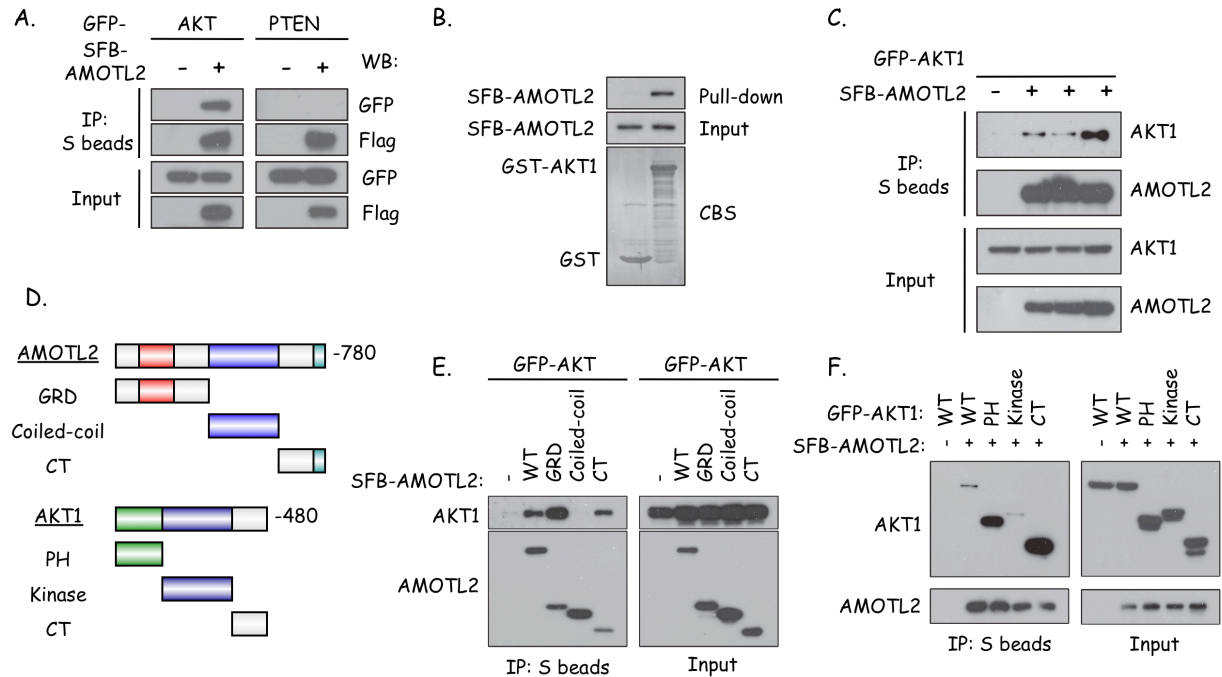 A.
GFP- AKT PTEN
SFB-
AMOTL2 - + - + WB:
IP:
S beads
GFP
Flag
Input
GFP
Flag
B.
SFB-AMOTL2 Pull-down
SFB-AMOTL2 Input
GST-AKT1
CBS
GST
C.
GFP-AKT1
SFB-AMOTL2 - + + +
IP:
S beads
AKT1
AMOTL2
Input
AKT1
AMOTL2
D.
AMOTL2 -780
GRD
Coiled-coil
CT
AKT1 -480
PH
Kinase
CT
E.
GFP-AKT GFP-AKT
SFB-AMOTL2: - WT GRD Coiled-coil CT - WT GRD Coiled-coil CT
AKT1
AMOTL2
IP: S beads Input
F.
GFP-AKT1: WT WT PH Kinase CT WT WT PH Kinase CT
SFB-AMOTL2: - + + + + - + + + +
AKT1
AMOTL2
IP: S beads Input